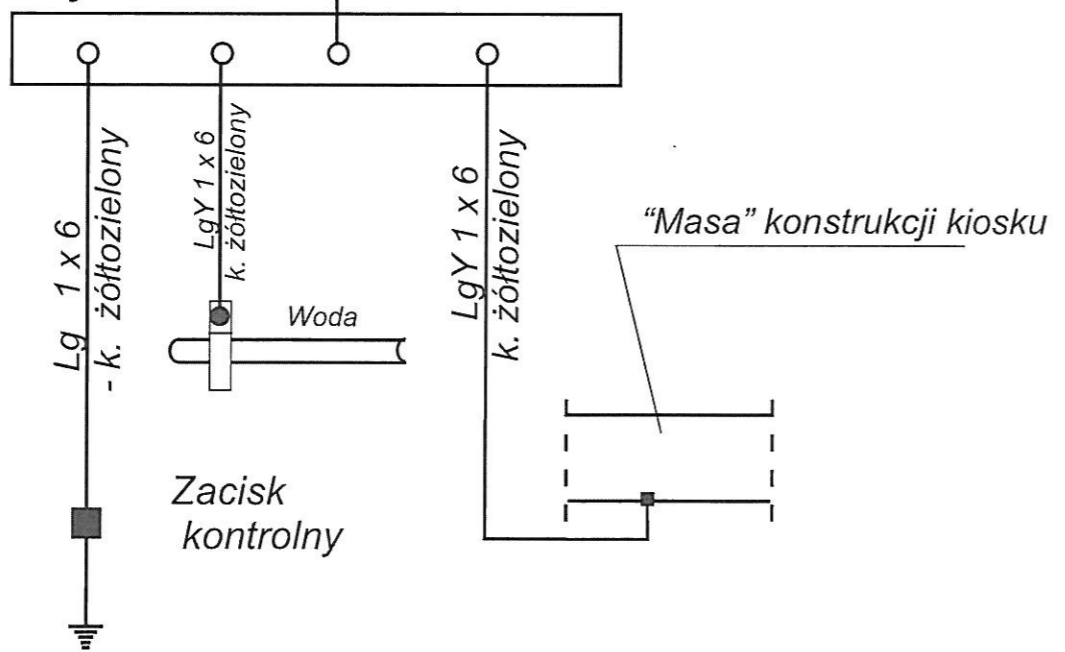 Lg 1 x 6
- k. żółtozielony
LgY 1 x 6
k. żółtozielony
LgY 1 x 6
k. żółtozielony
"Masa" konstrukcji kiosku
Woda
Zacisk
kontrolny